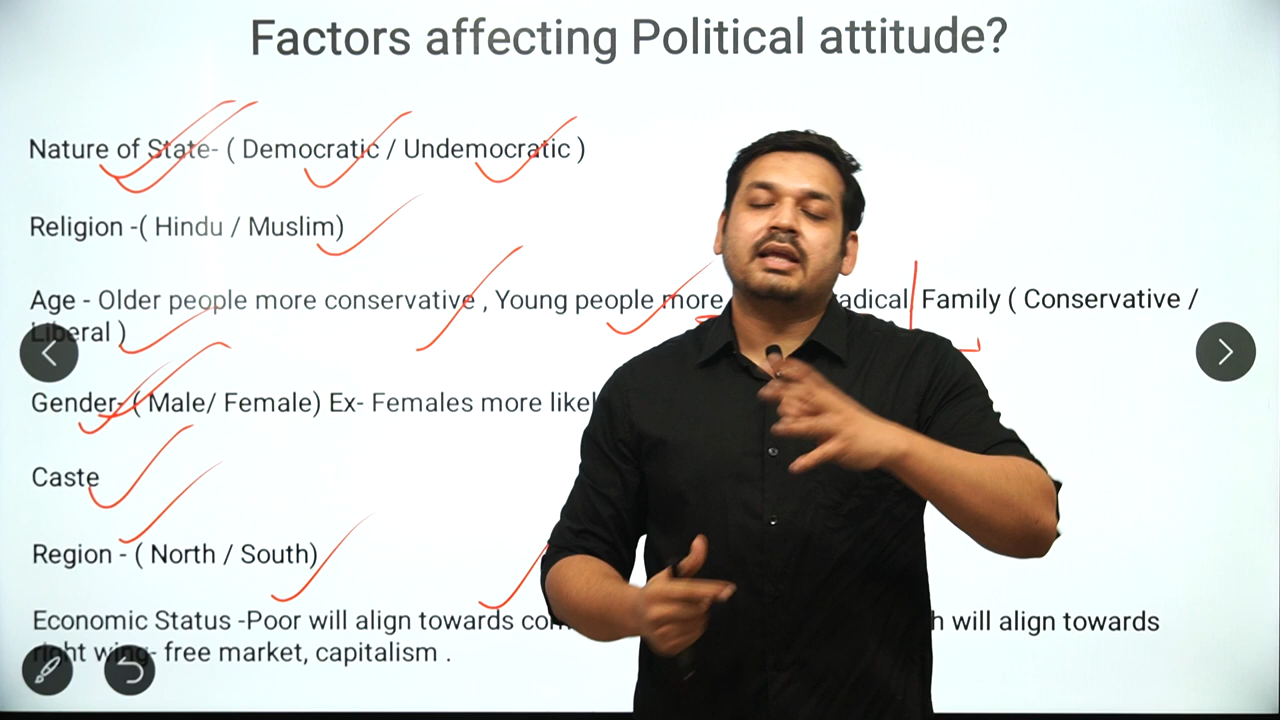 Factors affecting Political attitude?
Nature of State- ( Democratic / Undemocratic )
Religion -( Hindu / Muslim)
Age - Older people more conservative , Young people more adical Family ( Conservative /
Liberal )
Gender- ( Male/ Female) Ex- Females more likel
Caste
Region - ( North / South)
Economic Status -Poor will align towards com h will align towards
right wing- free market, capitalism .